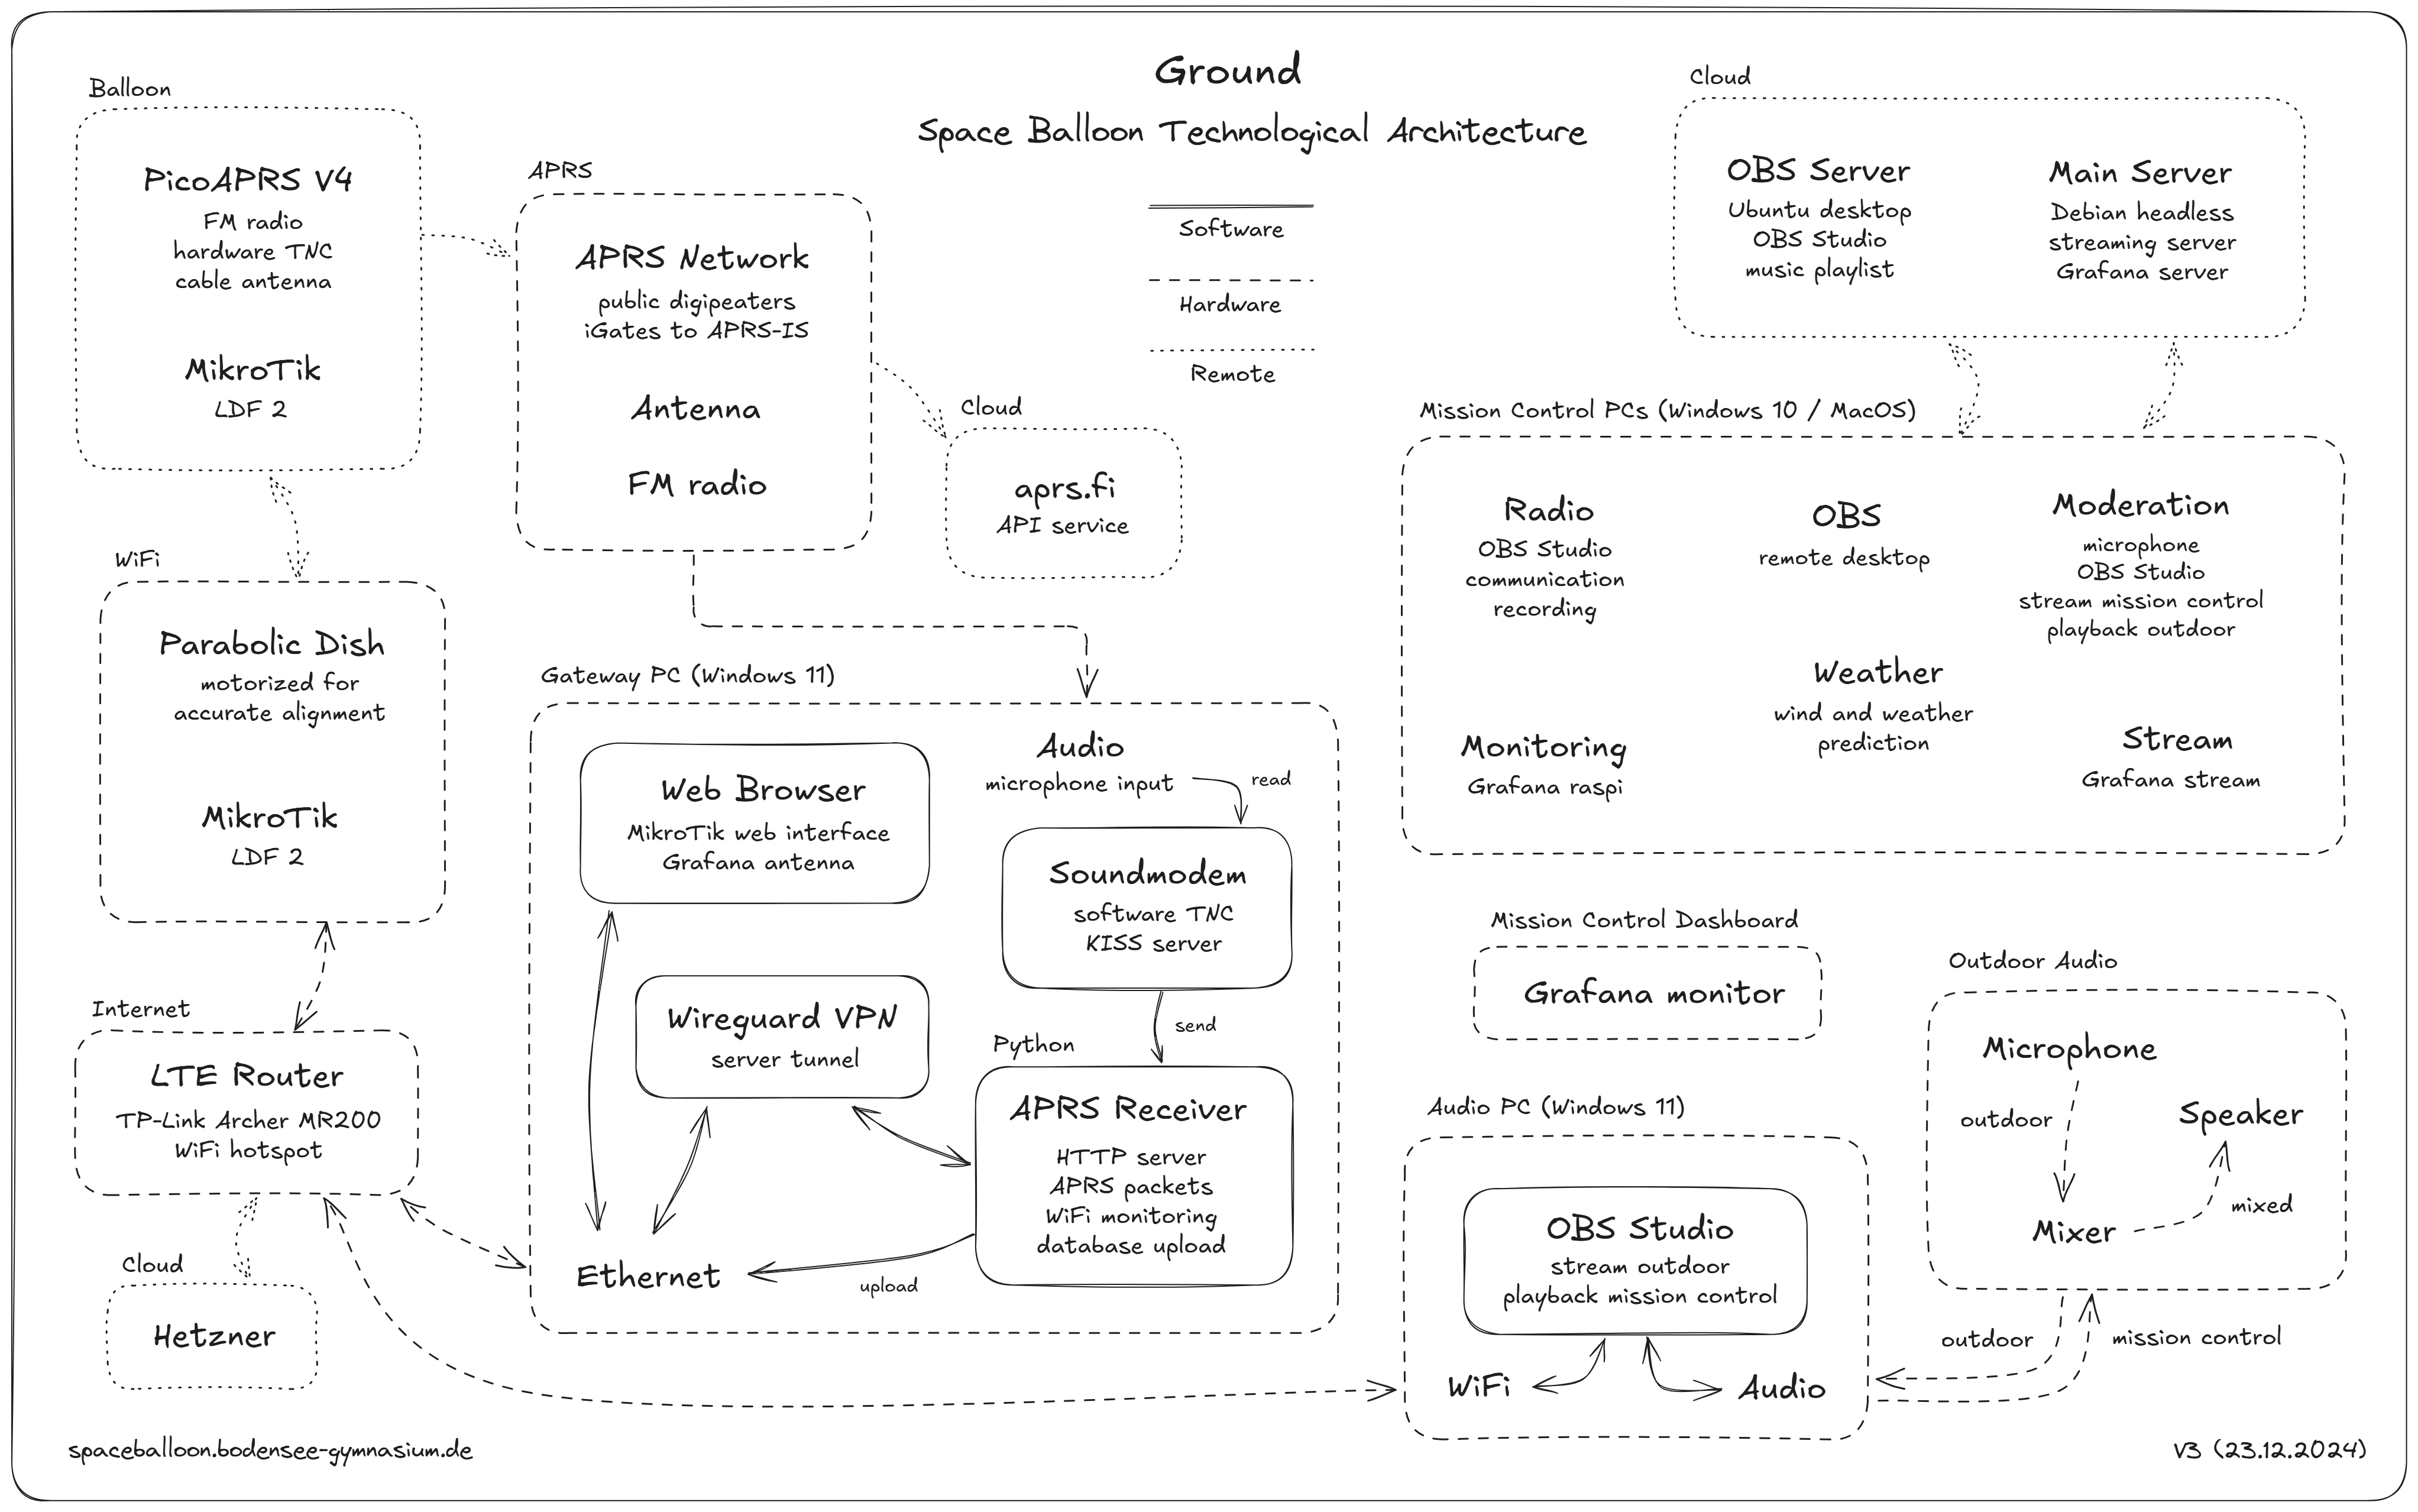 Ground
Space Balloon Technological Architecture
Software
Hardware
Remote
Balloon
PicoAPRS V4
FM radio
hardware TNC
cable antenna
MikroTik
LDF 2
APRS
APRS Network
public digipeaters
iGates to APRS-IS
Antenna
FM radio
Cloud
aprs.fi
API service
Cloud
OBS Server
Ubuntu desktop
OBS Studio
music playlist
Main Server
Debian headless
streaming server
Grafana server
Mission Control PCs (Windows 10 / MacOS)
Radio
OBS Studio
communication
recording
OBS
remote desktop
Moderation
microphone
OBS Studio
stream mission control
playback outdoor
Monitoring
Grafana raspi
Weather
wind and weather
prediction
Stream
Grafana stream
WiFi
Parabolic Dish
motorized for
accurate alignment
MikroTik
LDF 2
Internet
LTE Router
TP-Link Archer MR200
WiFi hotspot
Cloud
Hetzner
Gateway PC (Windows 11)
Web Browser
MikroTik web interface
Grafana antenna
Audio
microphone input
read
Soundmodem
software TNC
KISS server
send
Wireguard VPN
server tunnel
Python
APRS Receiver
HTTP server
APRS packets
WiFi monitoring
database upload
upload
Ethernet
Mission Control Dashboard
Grafana monitor
Audio PC (Windows 11)
OBS Studio
stream outdoor
playback mission control
WiFi
Audio
Outdoor Audio
Microphone
outdoor
Speaker
Mixer
mixed
outdoor
mission control
spaceballoon.bodensee-gymnasium.de
V3 (23.12.2024)